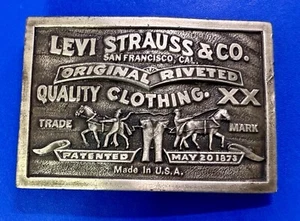 LEVI STRAUSS & CO.
SAN FRANCISCO, CAL.
ORIGINAL RIVETED
QUALITY CLOTHING. XX
TRADE MARK
PATENTED MAY 20 1873
Made in U.S.A.